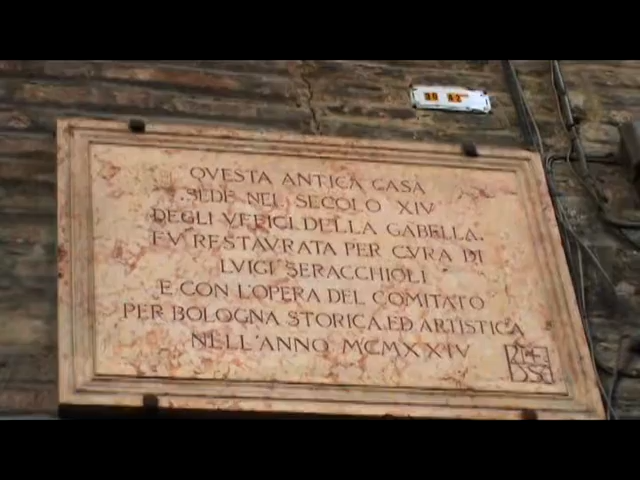 QVESTA ANTICA CASA
SEDE NEL SECOLO XIV
DEGLI VFFICI DELLA GABELLA.
FV RESTAVRATA PER CVRA DI
LVIGI SERACCHIOLI
E CON L'OPERA DEL COMITATO
PER BOLOGNA STORICA ED ARTISTICA
NELL'ANNO MCMXXIV